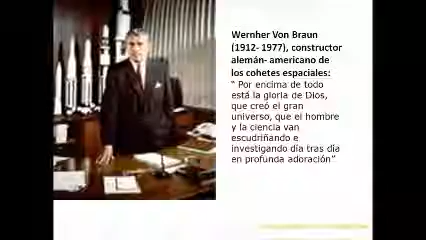 Wernher Von Braun
(1912- 1977), constructor
alemán- americano de
los cohetes espaciales:
“ Por encima de todo
está la gloria de Dios,
que creó el gran
universo, que el hombre
y la ciencia van
escudriñando e
investigando día tras día
en profunda adoración”